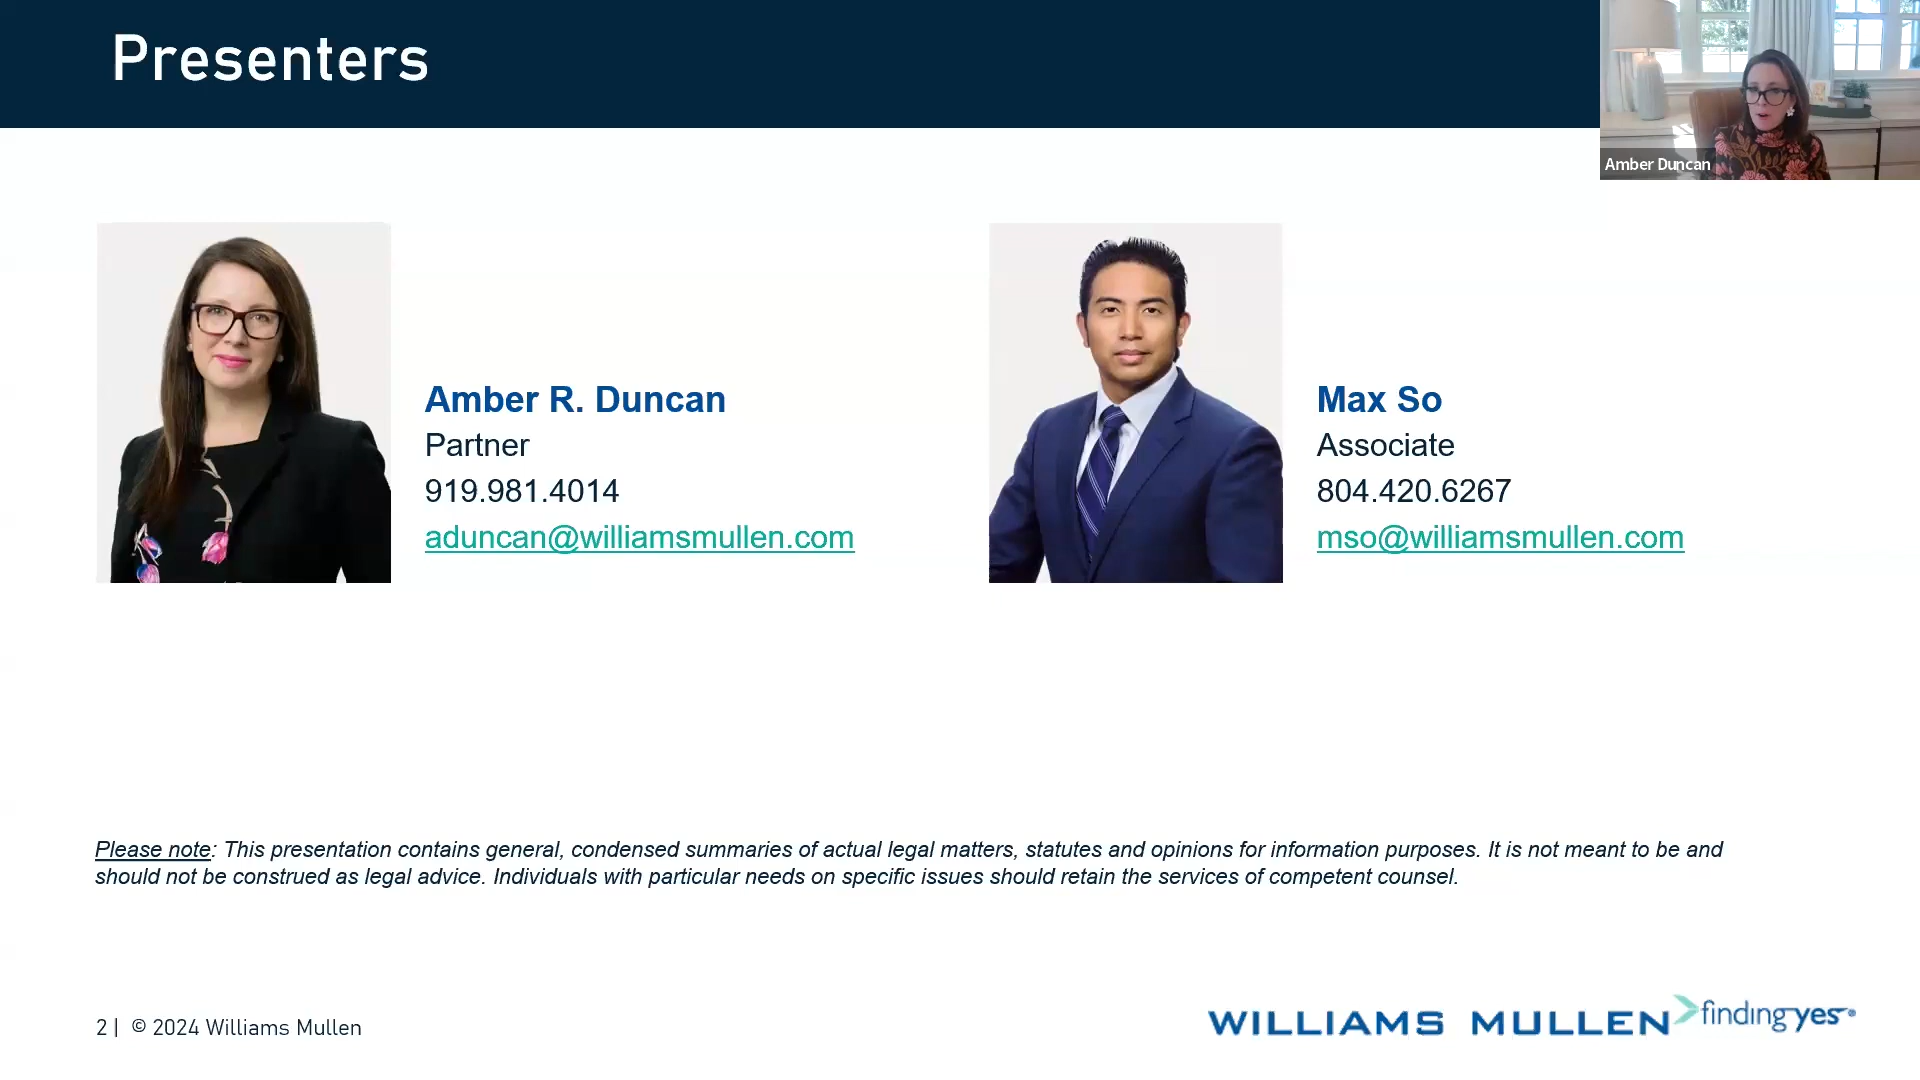 Presenters
Amber Duncan
Amber R. Duncan
Partner
919.981.4014
aduncan@williamsmullen.com
Max So
Associate
804.420.6267
mso@williamsmullen.com
Please note: This presentation contains general, condensed summaries of actual legal matters, statutes and opinions for information purposes. It is not meant to be and
should not be construed as legal advice. Individuals with particular needs on specific issues should retain the services of competent counsel.
2 | © 2024 Williams Mullen
WILLIAMS MULLEN findingyes®